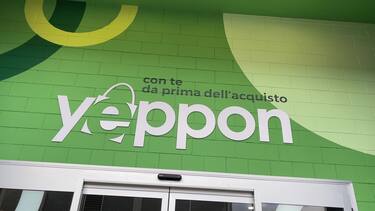 con te
da prima dell'acquisto
yeppon